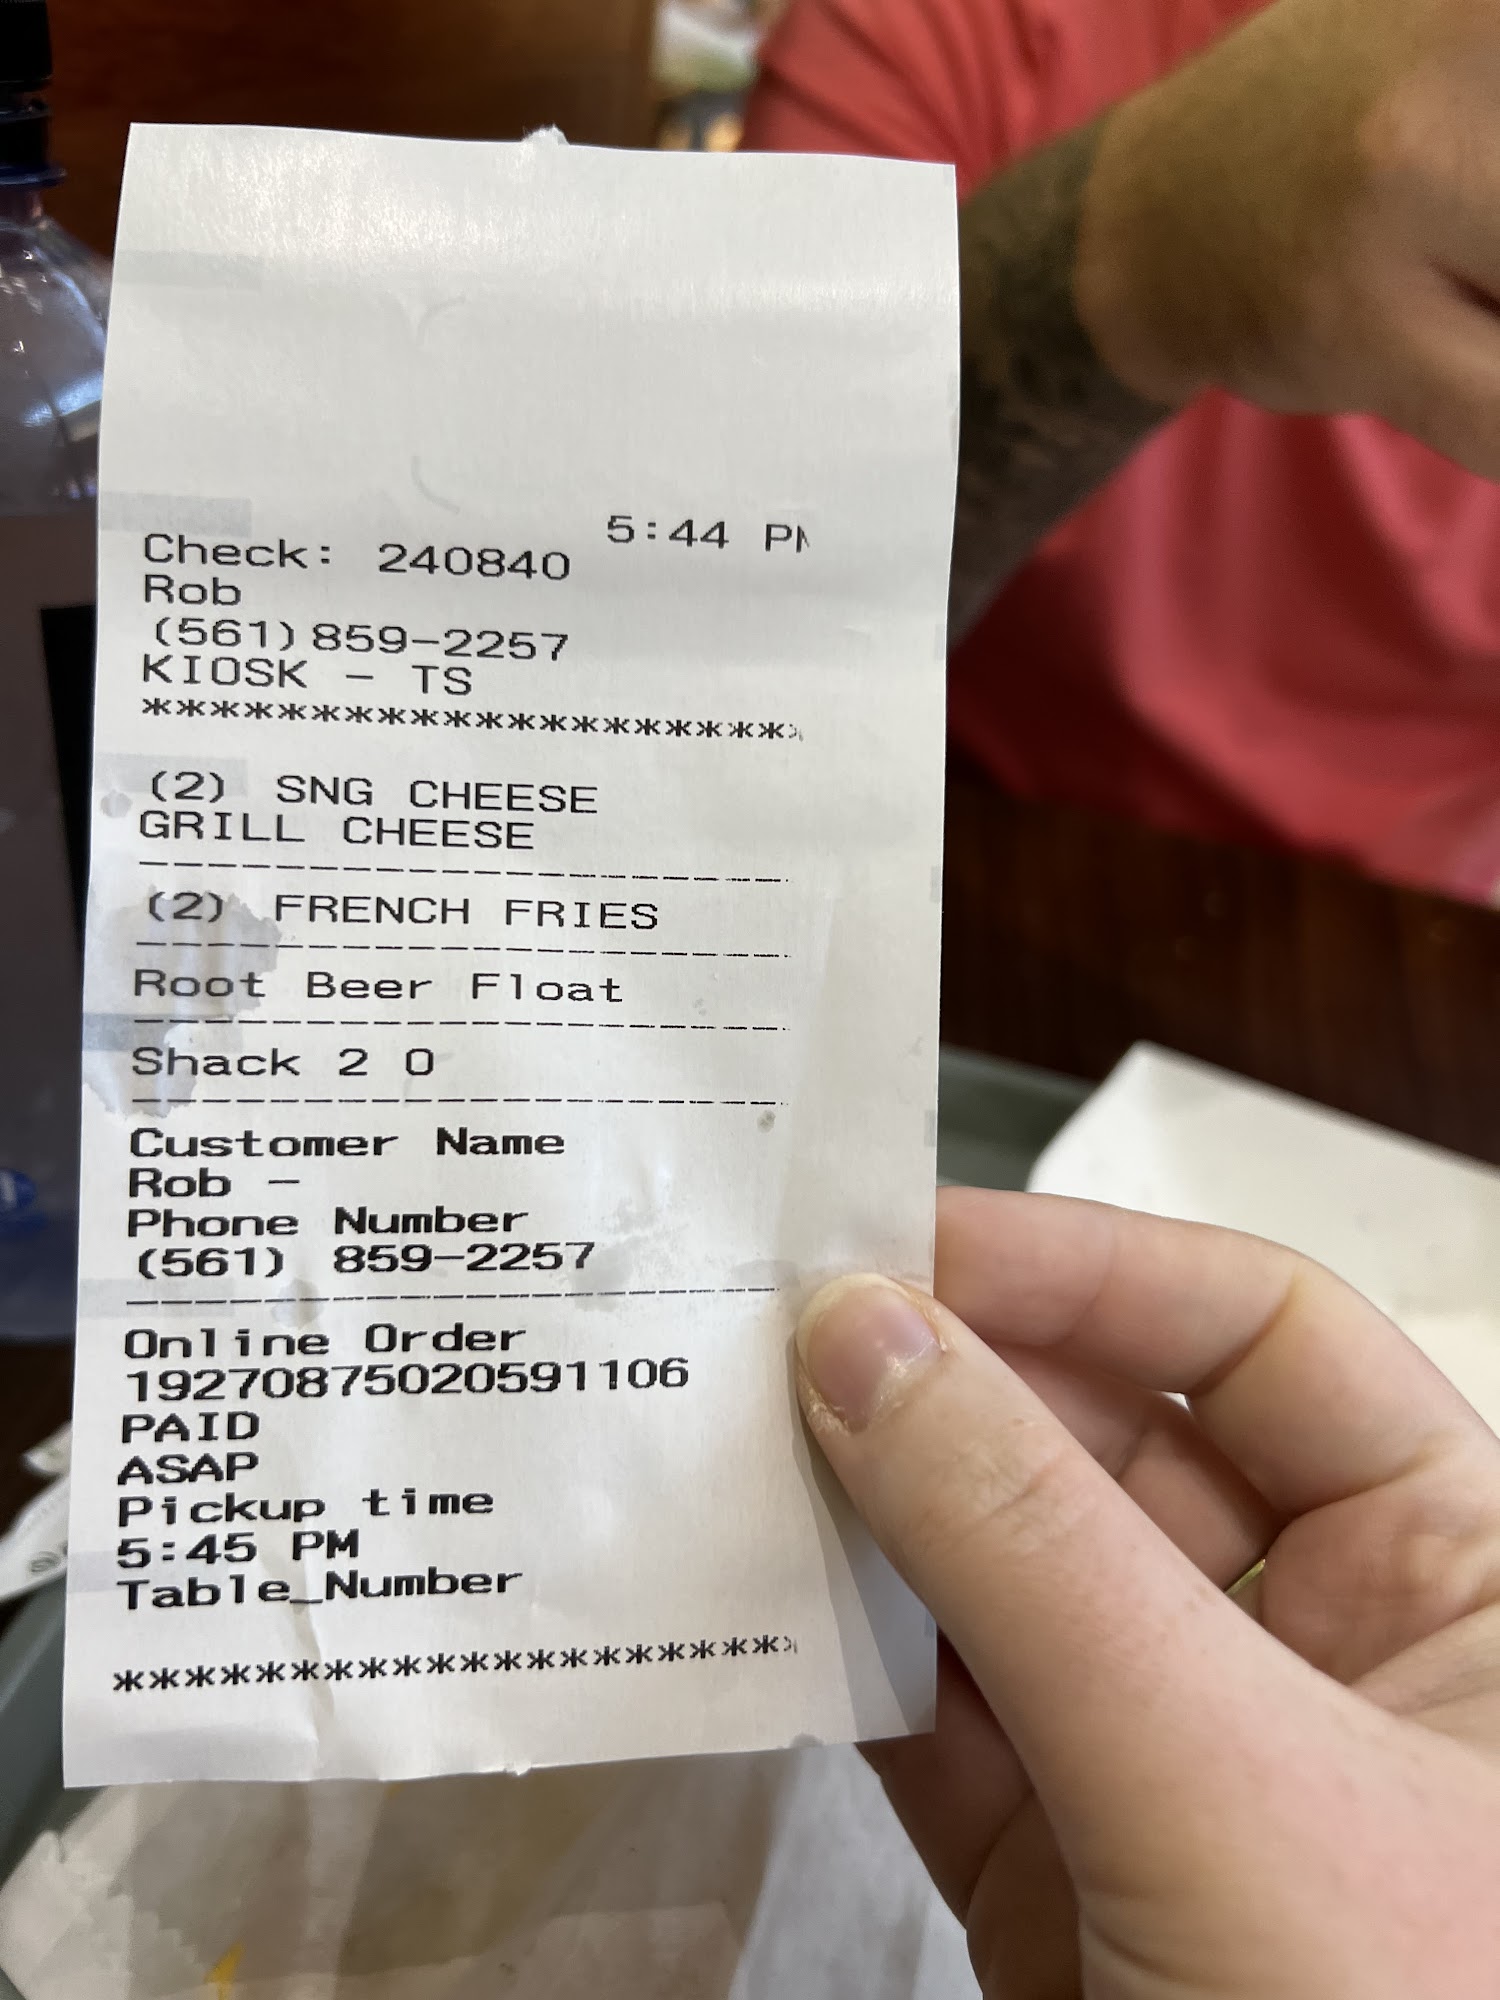 5:44 PM
Check: 240840
Rob
(561)859-2257
KIOSK - TS
********************
(2) SNG CHEESE
GRILL CHEESE
--------------------
(2) FRENCH FRIES
--------------------
Root Beer Float
--------------------
Shack 2 0
--------------------
Customer Name
Rob -
Phone Number
(561) 859-2257
--------------------
Online Order
19270875020591106
PAID
ASAP
Pickup time
5:45 PM
Table_Number
********************